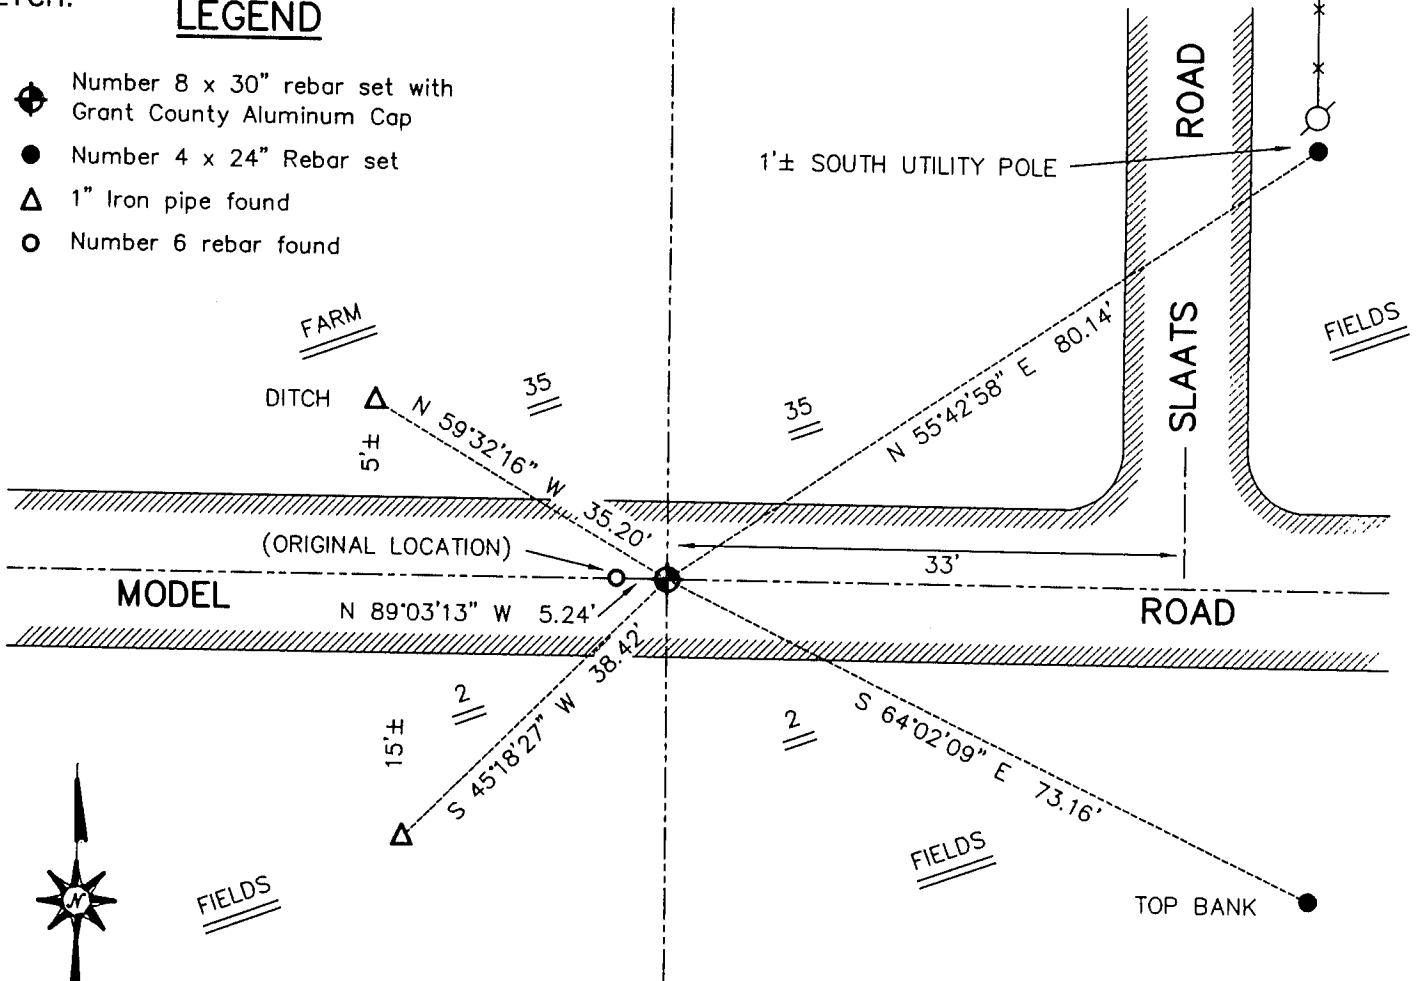 LEGEND
Number 8 x 30" rebar set with
Grant County Aluminum Cap
Number 4 x 24" Rebar set
1" Iron pipe found
Number 6 rebar found
ROAD
1'± SOUTH UTILITY POLE
FARM
FIELDS
SLAATS
DITCH
35
35
N 59°32'16" W 35.20'
N 55°42'58" E 80.14'
5'±
(ORIGINAL LOCATION)
33'
MODEL
ROAD
N 89°03'13" W 5.24'
S 45°18'27" W 38.42'
2
2
S 64°02'09" E 73.16'
15'±
FIELDS
FIELDS
TOP BANK
N